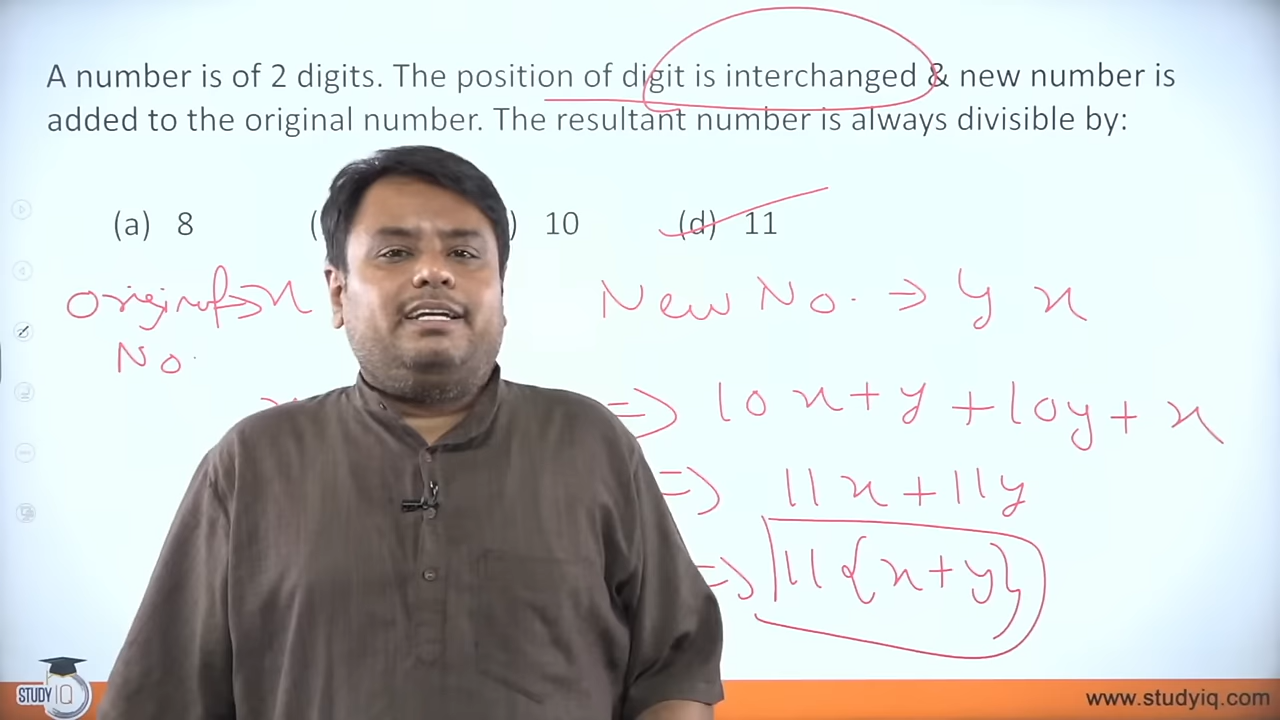 A number is of 2 digits. The position of digit is interchanged & new number is
added to the original number. The resultant number is always divisible by:
(a) 8 ( ) 10 (d) 11
Original → x New No. → y x
No.
=> 10x + y + 10y + x
=> 11x + 11y
=> 11{x+y}
STUDY IQ
www.studyiq.com